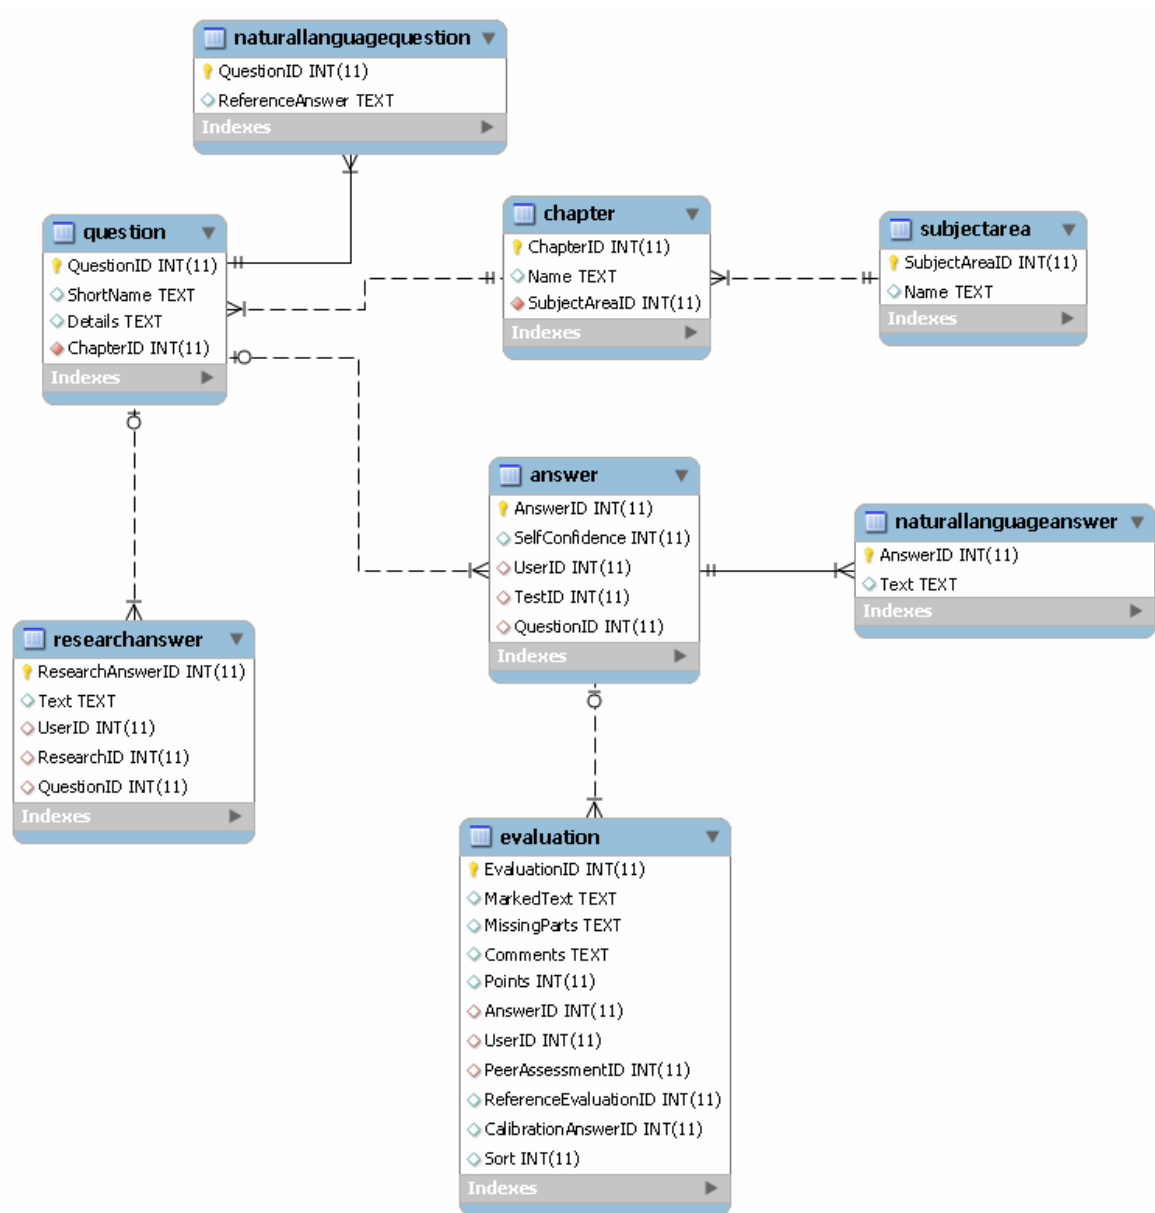 naturallanguagequestion
QuestionID INT(11)
ReferenceAnswer TEXT
Indexes
question
QuestionID INT(11)
ShortName TEXT
Details TEXT
ChapterID INT(11)
Indexes
chapter
ChapterID INT(11)
Name TEXT
SubjectAreaID INT(11)
Indexes
subjectarea
SubjectAreaID INT(11)
Name TEXT
Indexes
answer
AnswerID INT(11)
SelfConfidence INT(11)
UserID INT(11)
TestID INT(11)
QuestionID INT(11)
Indexes
naturallanguageanswer
AnswerID INT(11)
Text TEXT
Indexes
researchanswer
ResearchAnswerID INT(11)
Text TEXT
UserID INT(11)
ResearchID INT(11)
QuestionID INT(11)
Indexes
evaluation
EvaluationID INT(11)
MarkedText TEXT
MissingParts TEXT
Comments TEXT
Points INT(11)
AnswerID INT(11)
UserID INT(11)
PeerAssessmentID INT(11)
ReferenceEvaluationID INT(11)
CalibrationAnswerID INT(11)
Sort INT(11)
Indexes